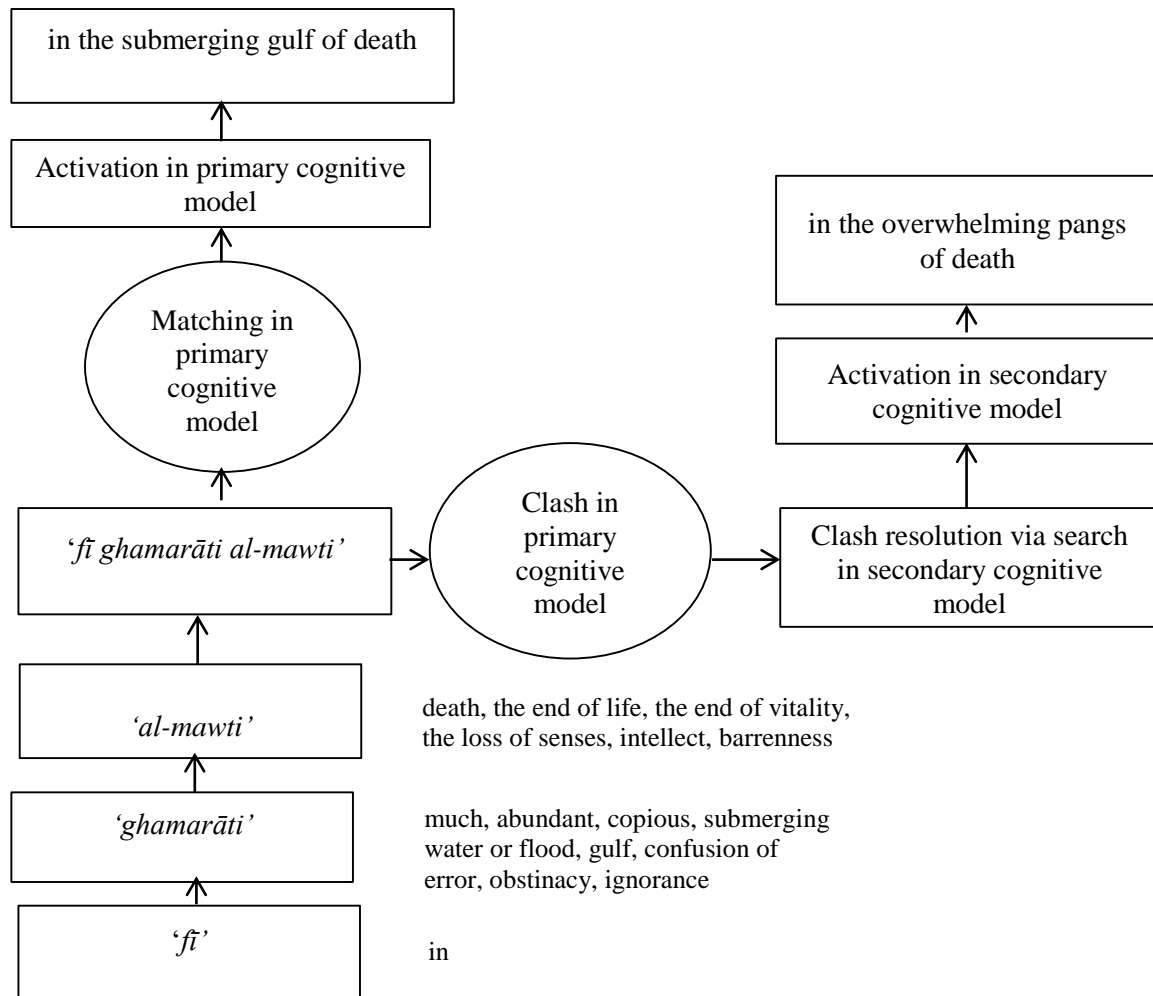 in the submerging gulf of death
Activation in primary cognitive
model
Matching in
primary
cognitive
model
in the overwhelming pangs
of death
Activation in secondary
cognitive model
‘fī ghamarāti al-mawti’
Clash in
primary
cognitive
model
Clash resolution via search
in secondary cognitive
model
‘al-mawti’
death, the end of life, the end of vitality,
the loss of senses, intellect, barrenness
‘ghamarāti’
much, abundant, copious, submerging
water or flood, gulf, confusion of
error, obstinacy, ignorance
‘fī’
in